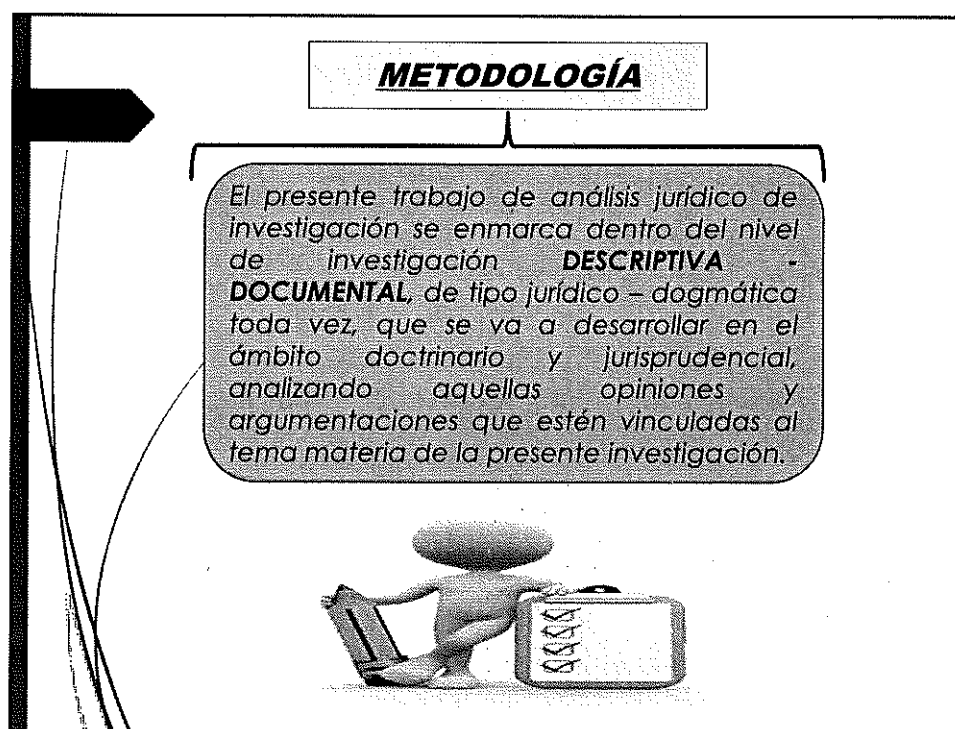 METODOLOGÍA
El presente trabajo de análisis jurídico de
investigación se enmarca dentro del nivel
de investigación DESCRIPTIVA -
DOCUMENTAL, de tipo jurídico – dogmática
toda vez, que se va a desarrollar en el
ámbito doctrinario y jurisprudencial,
analizando aquellas opiniones y
argumentaciones que estén vinculadas al
tema materia de la presente investigación.